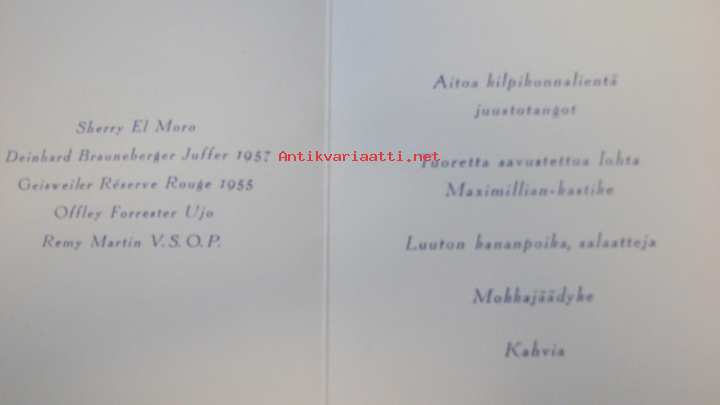 Sherry El Moro
Deinhard Brauneberger Juffer 1957
Geisweiler Réserve Rouge 1955
Offley Forrester Ujo
Remy Martin V. S. O. P.
Antikvariaatti.net
Aitoa kilpikonnalientä
juustotangot
Tuoretta savustettua lohta
Maximillian-kastike
Luuton kananpoika, salaatteja
Mokkajäädyke
Kahvia